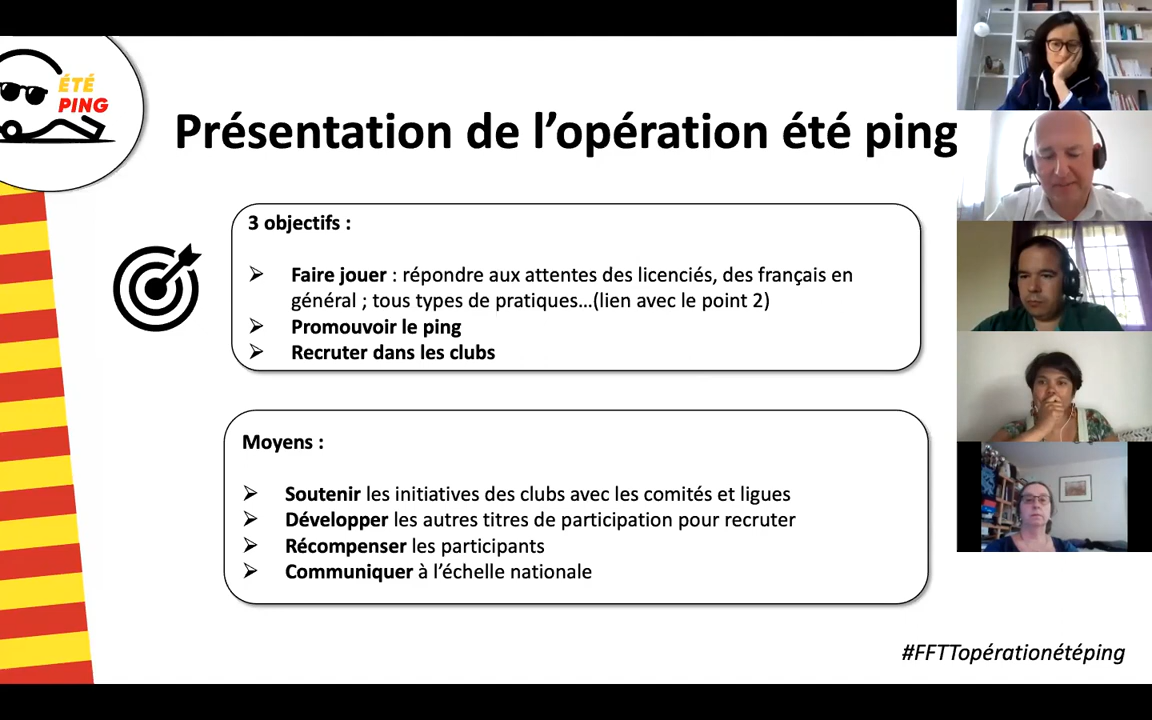 ÉTÉ
PING
Présentation de l’opération été ping
3 objectifs :
➢ Faire jouer : répondre aux attentes des licenciés, des français en
général ; tous types de pratiques…(lien avec le point 2)
➢ Promouvoir le ping
➢ Recruter dans les clubs
Moyens :
➢ Soutenir les initiatives des clubs avec les comités et ligues
➢ Développer les autres titres de participation pour recruter
➢ Récompenser les participants
➢ Communiquer à l’échelle nationale
#FFTTopérationétéping